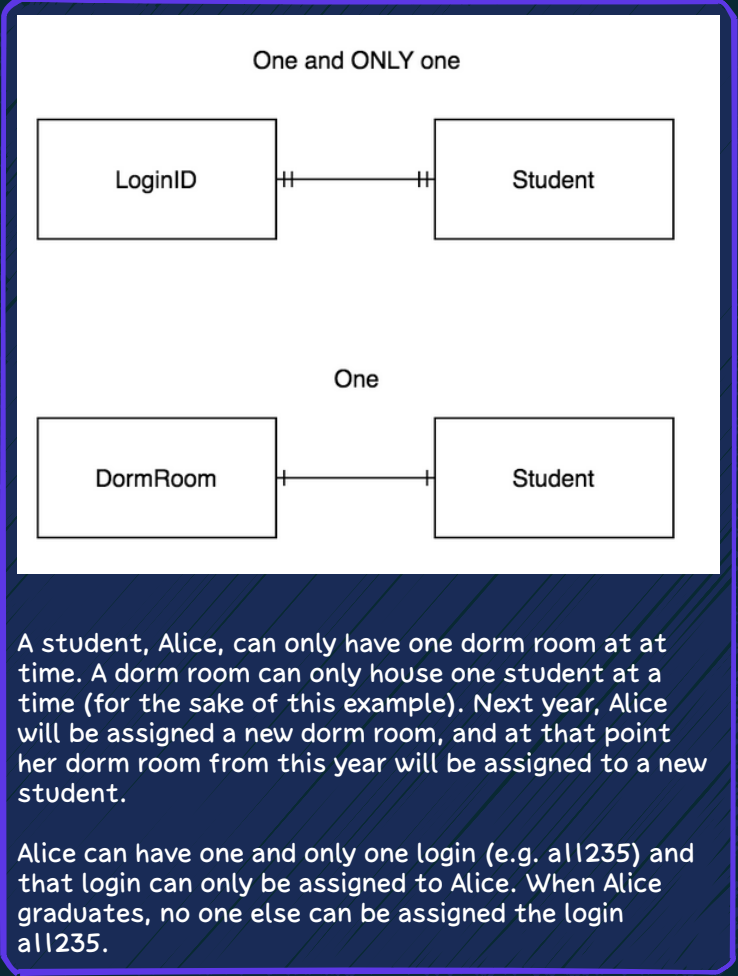 One and ONLY one
LoginID
Student
One
DormRoom
Student
A student, Alice, can only have one dorm room at at
time. A dorm room can only house one student at a
time (for the sake of this example). Next year, Alice
will be assigned a new dorm room, and at that point
her dorm room from this year will be assigned to a new
student.
Alice can have one and only one login (e.g. al1235) and
that login can only be assigned to Alice. When Alice
graduates, no one else can be assigned the login
al1235.